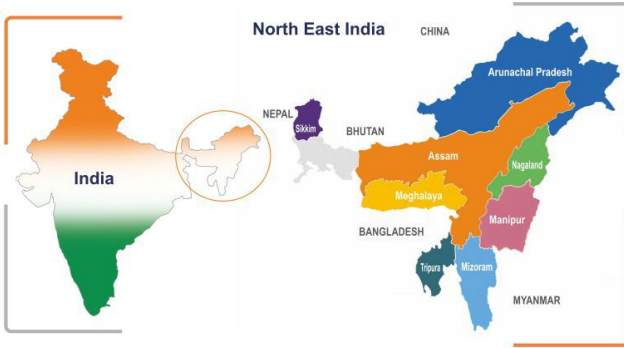 North East India
CHINA
Arunachal Pradesh
NEPAL
Sikkim
BHUTAN
Assam
Nagaland
India
Meghalaya
Manipur
BANGLADESH
Tripura
Mizoram
MYANMAR